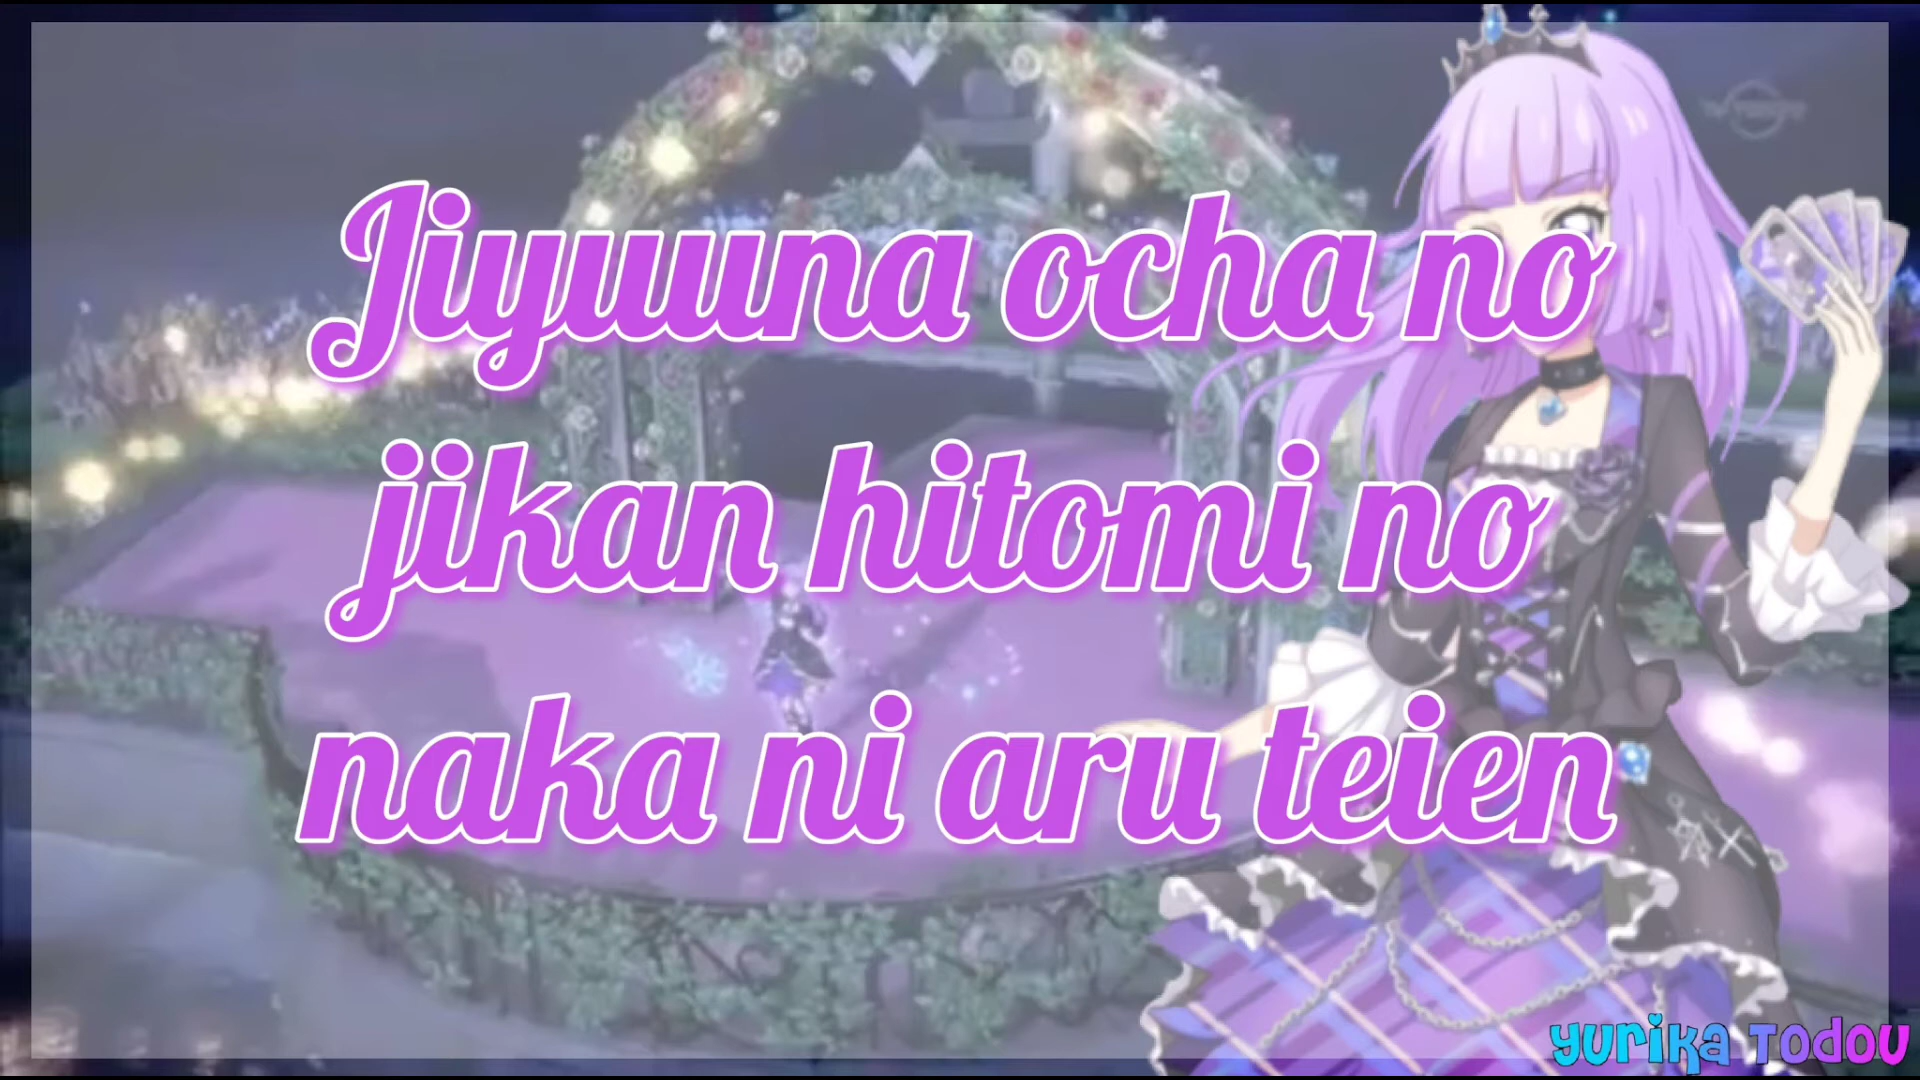 Jiyuuna ocha no
jikan hitomi no
naka ni aru teien
yurika Todou